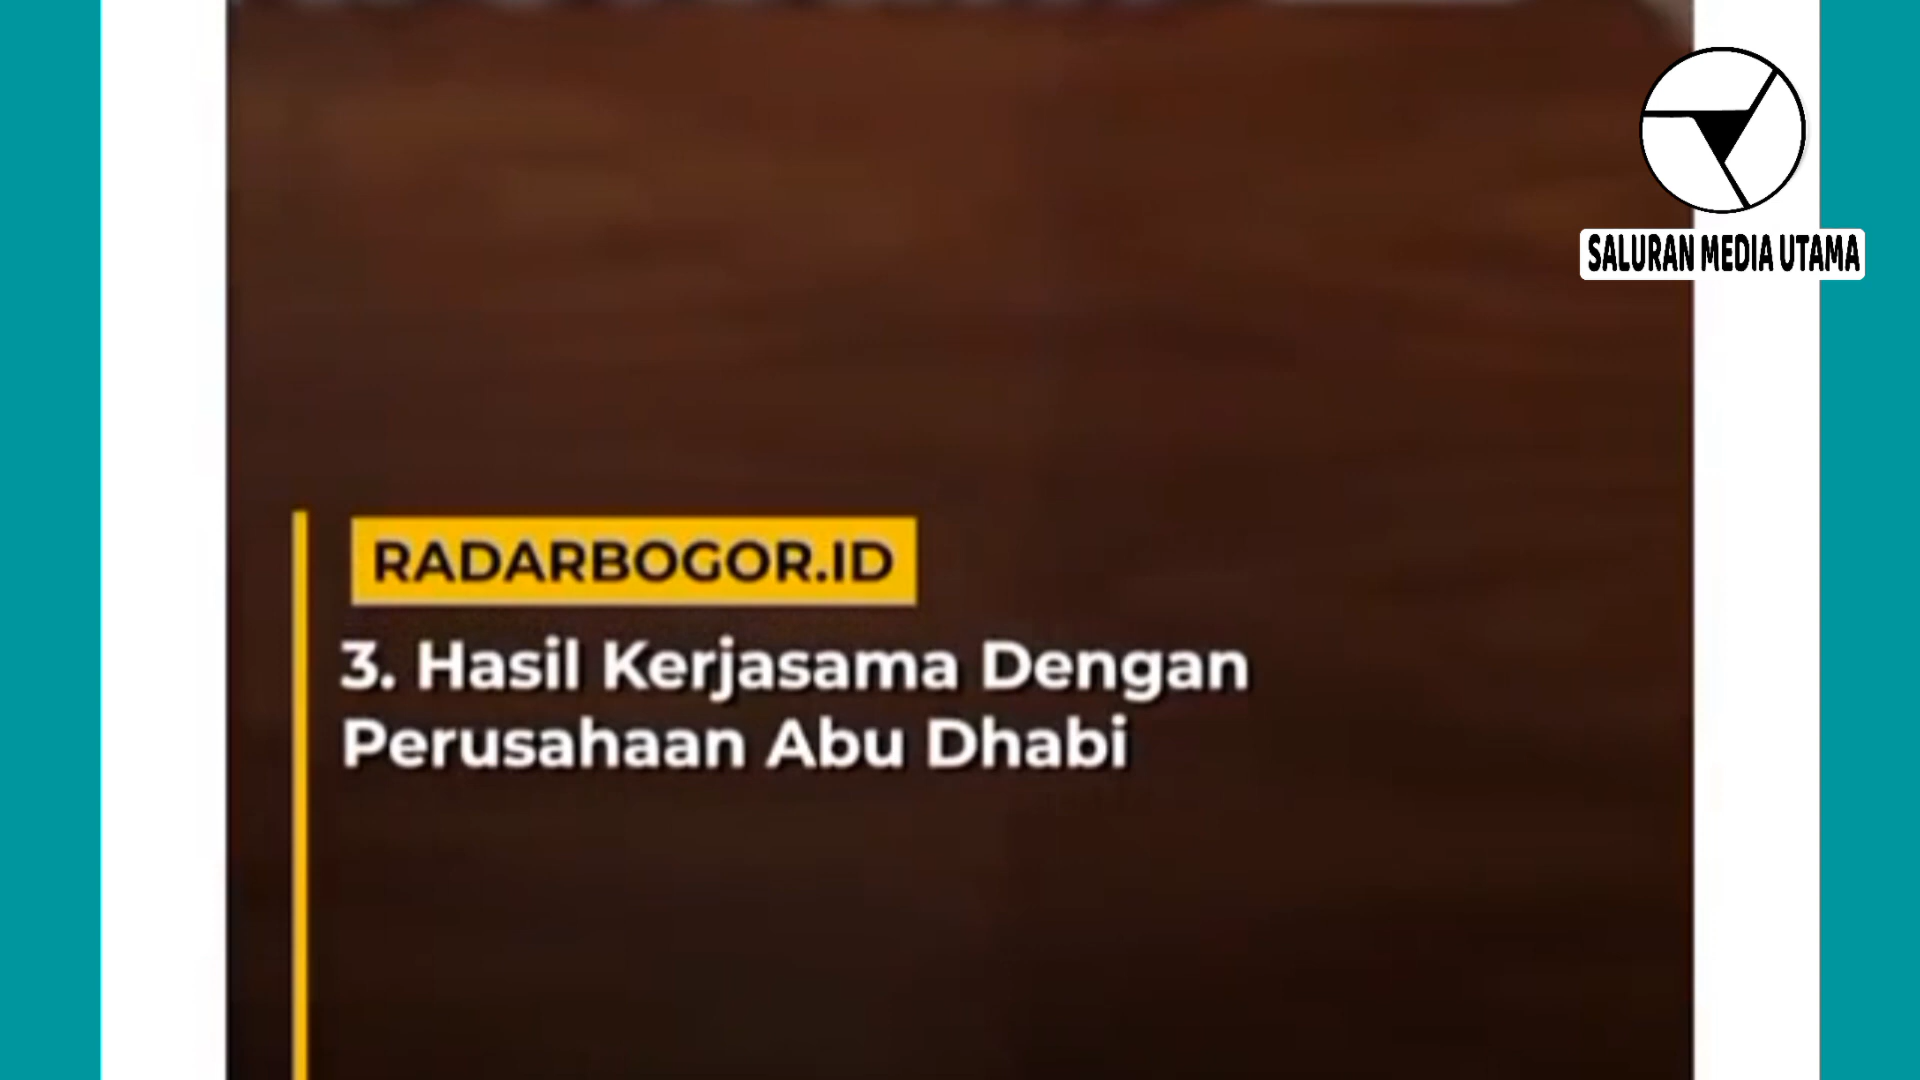 SALURAN MEDIA UTAMA
RADARBOGOR.ID
3. Hasil Kerjasama Dengan
Perusahaan Abu Dhabi